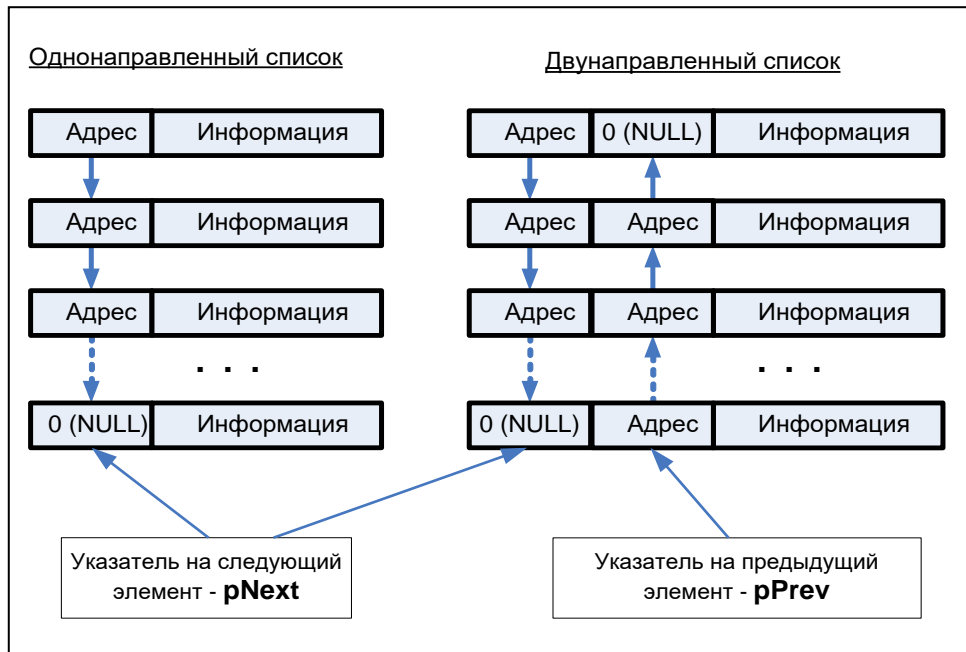 Однонаправленный список
Двунаправленный список
Адрес Информация
Адрес 0 (NULL) Информация
Адрес Информация
Адрес Адрес Информация
Адрес Информация
Адрес Адрес Информация
. . .
. . .
0 (NULL) Информация
0 (NULL) Адрес Информация
Указатель на следующий
элемент - pNext
Указатель на предыдущий
элемент - pPrev